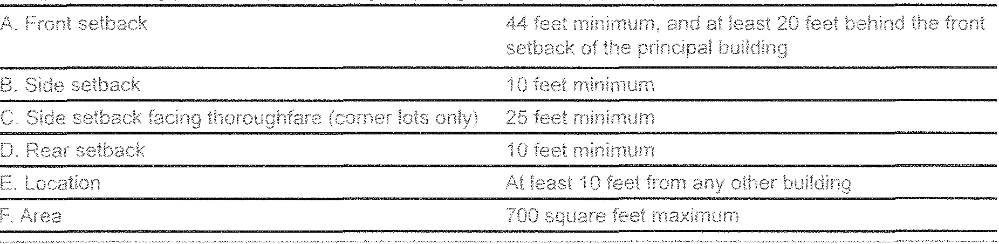 A. Front setback 44 feet minimum, and at least 20 feet behind the front
setback of the principal building
B. Side setback 10 feet minimum
C. Side setback facing thoroughfare (corner lots only) 25 feet minimum
D. Rear setback 10 feet minimum
E. Location At least 10 feet from any other building
F. Area 700 square feet maximum